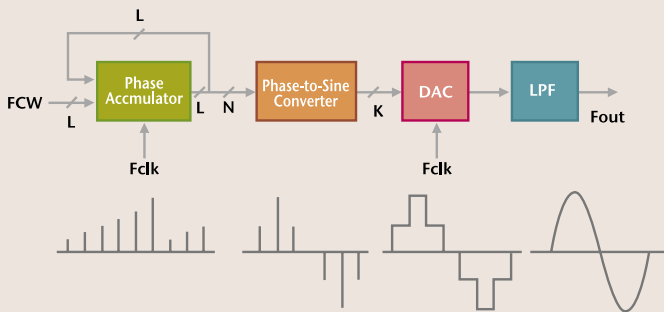 L
Phase
Accmulator
FCW
L
L
N
Phase-to-Sine
Converter
K
DAC
LPF
Fout
Fclk
Fclk